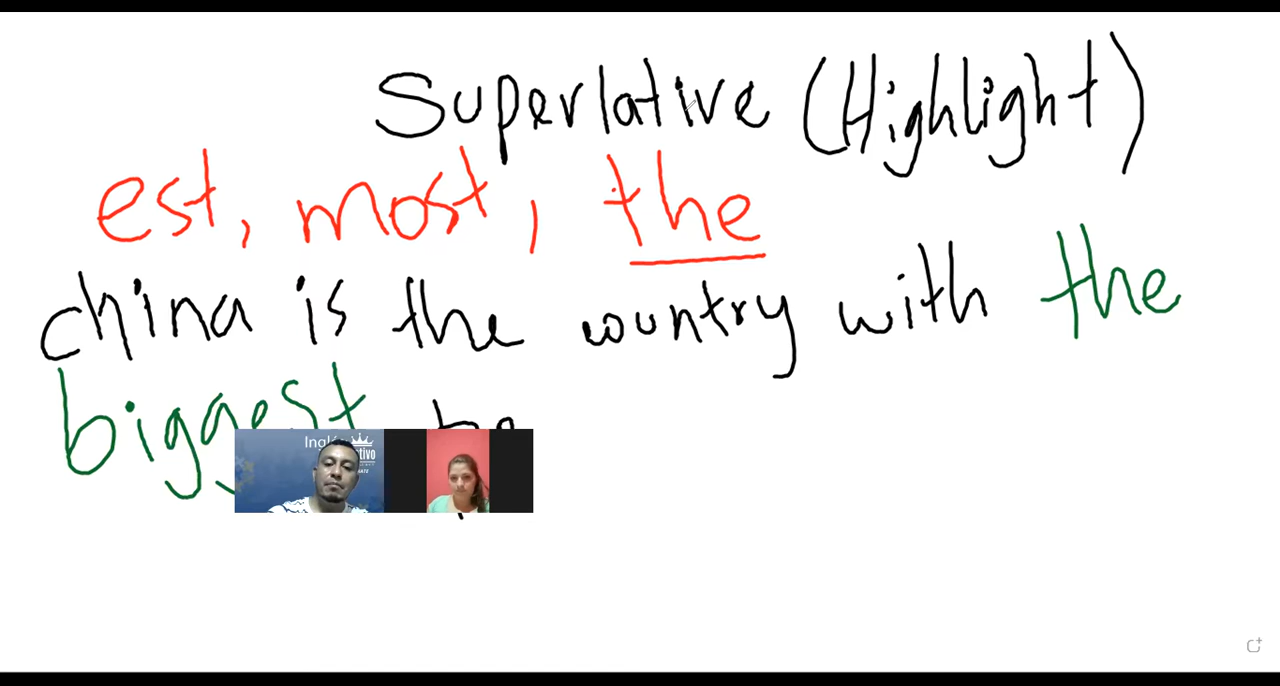 Superlative (Highlight)
est, most, the
china is the country with the
biggest